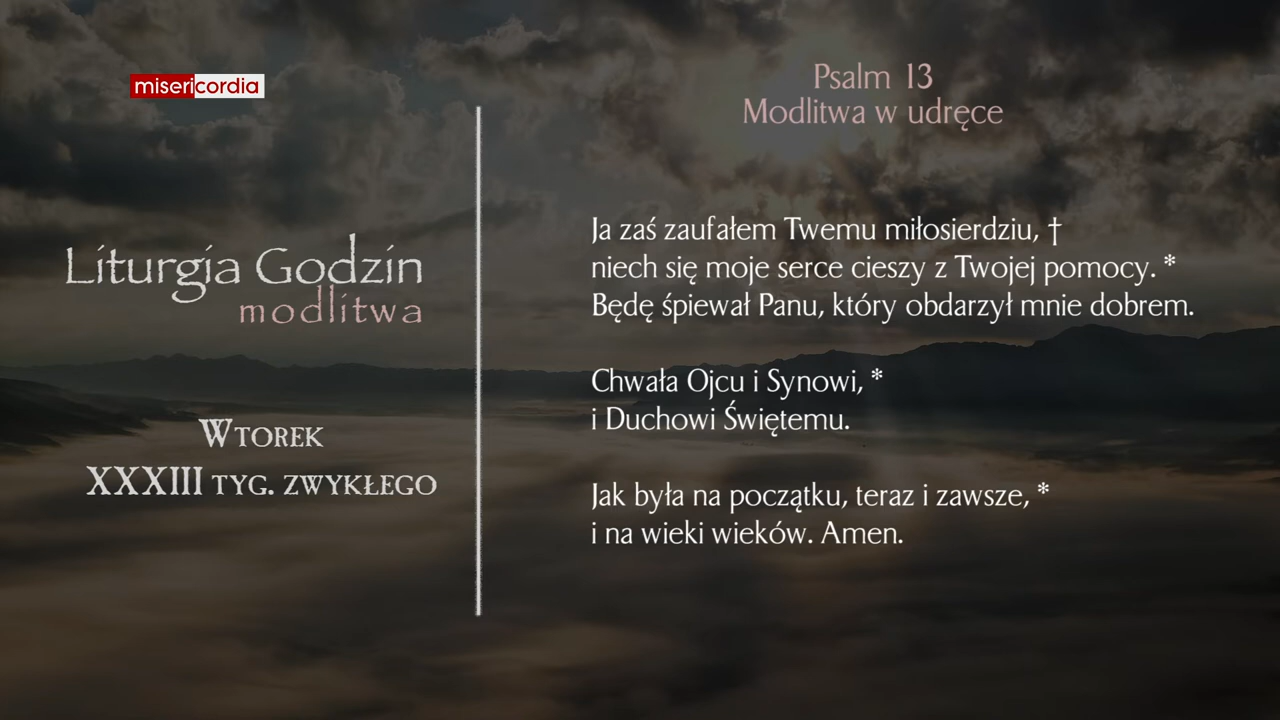 misericordia
Liturgia Godzin
modlitwa
Wtorek
XXXIII tyg. zwykłego
Psalm 13
Modlitwa w udręce
Ja zaś zaufałem Twemu miłosierdziu, †
niech się moje serce cieszy z Twojej pomocy. *
Będę śpiewał Panu, który obdarzył mnie dobrem.
Chwała Ojcu i Synowi, *
i Duchowi Świętemu.
Jak była na początku, teraz i zawsze, *
i na wieki wieków. Amen.